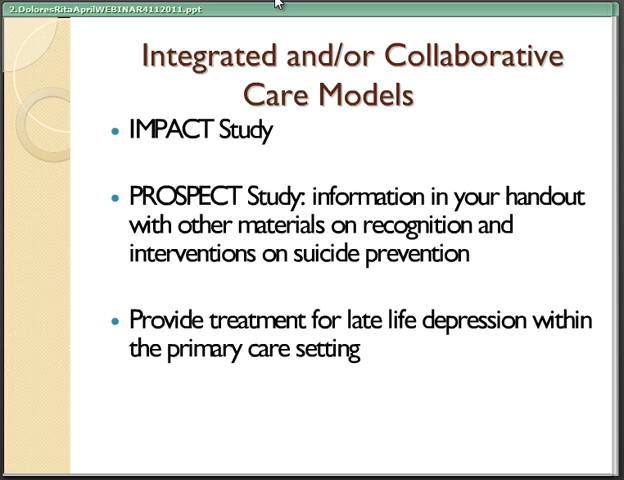 2.DoloresRitaAprilWEBINAR4112011.ppt
Integrated and/or Collaborative
Care Models
• IMPACT Study
• PROSPECT Study: information in your handout
with other materials on recognition and
interventions on suicide prevention
• Provide treatment for late life depression within
the primary care setting